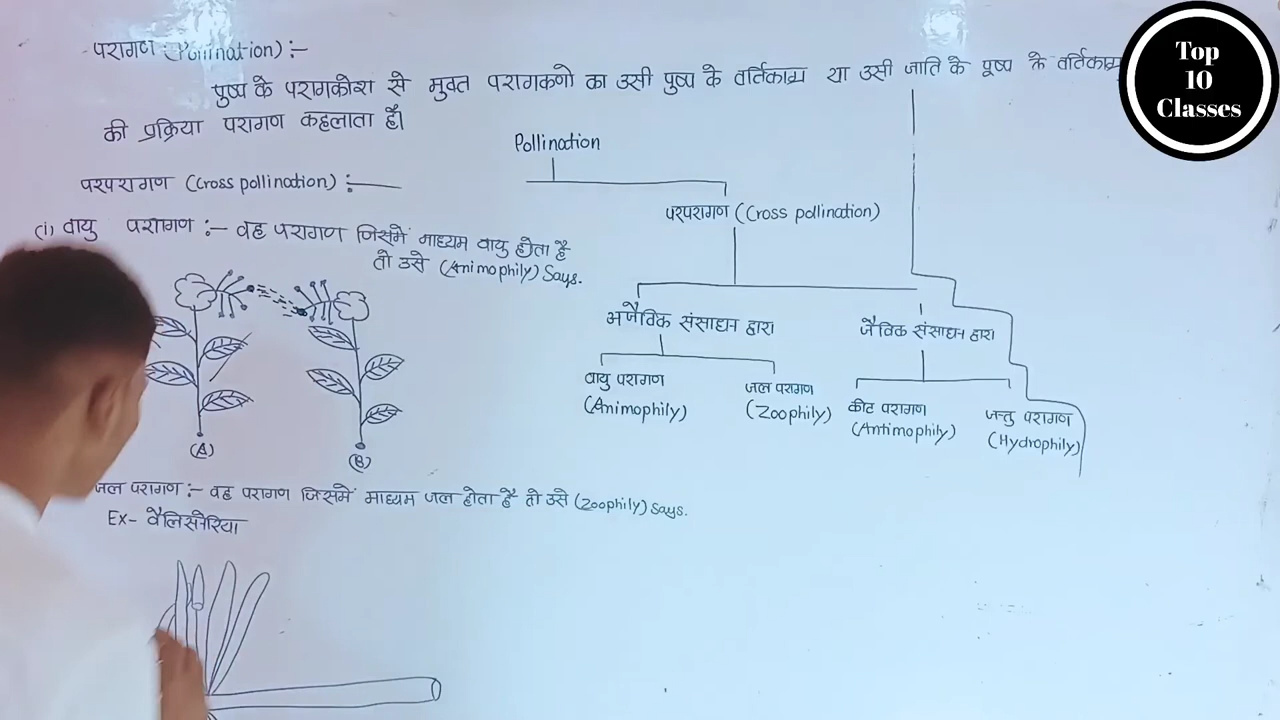 परागण (Pollination) :-
पुष्प के परागकोश से मुक्त परागकणो का उसी पुष्प के वर्तिकाग्र या उसी जाति के पुष्प के वर्तिकाग्र
की प्रक्रिया परागण कहलाता है।
परपरागण (Cross pollination) :-
(i) वायु परागण :- वह परागण जिसमें माध्यम वायु होता है
तो उसे (Animophily) Says.
(A)
(B)
जल परागण :- वह परागण जिसमें माध्यम जल होता है तो उसे (Zoophily) Says.
Ex- वैलिस्नेरिया
Pollination
परपरागण (Cross pollination)
अजैविक संसाधन द्वारा
जैविक संसाधन द्वारा
वायु परागण
(Animophily)
जल परागण
(Zoophily)
कीट परागण
(Antimophily)
जन्तु परागण
(Hydrophily)
Top
10
Classes